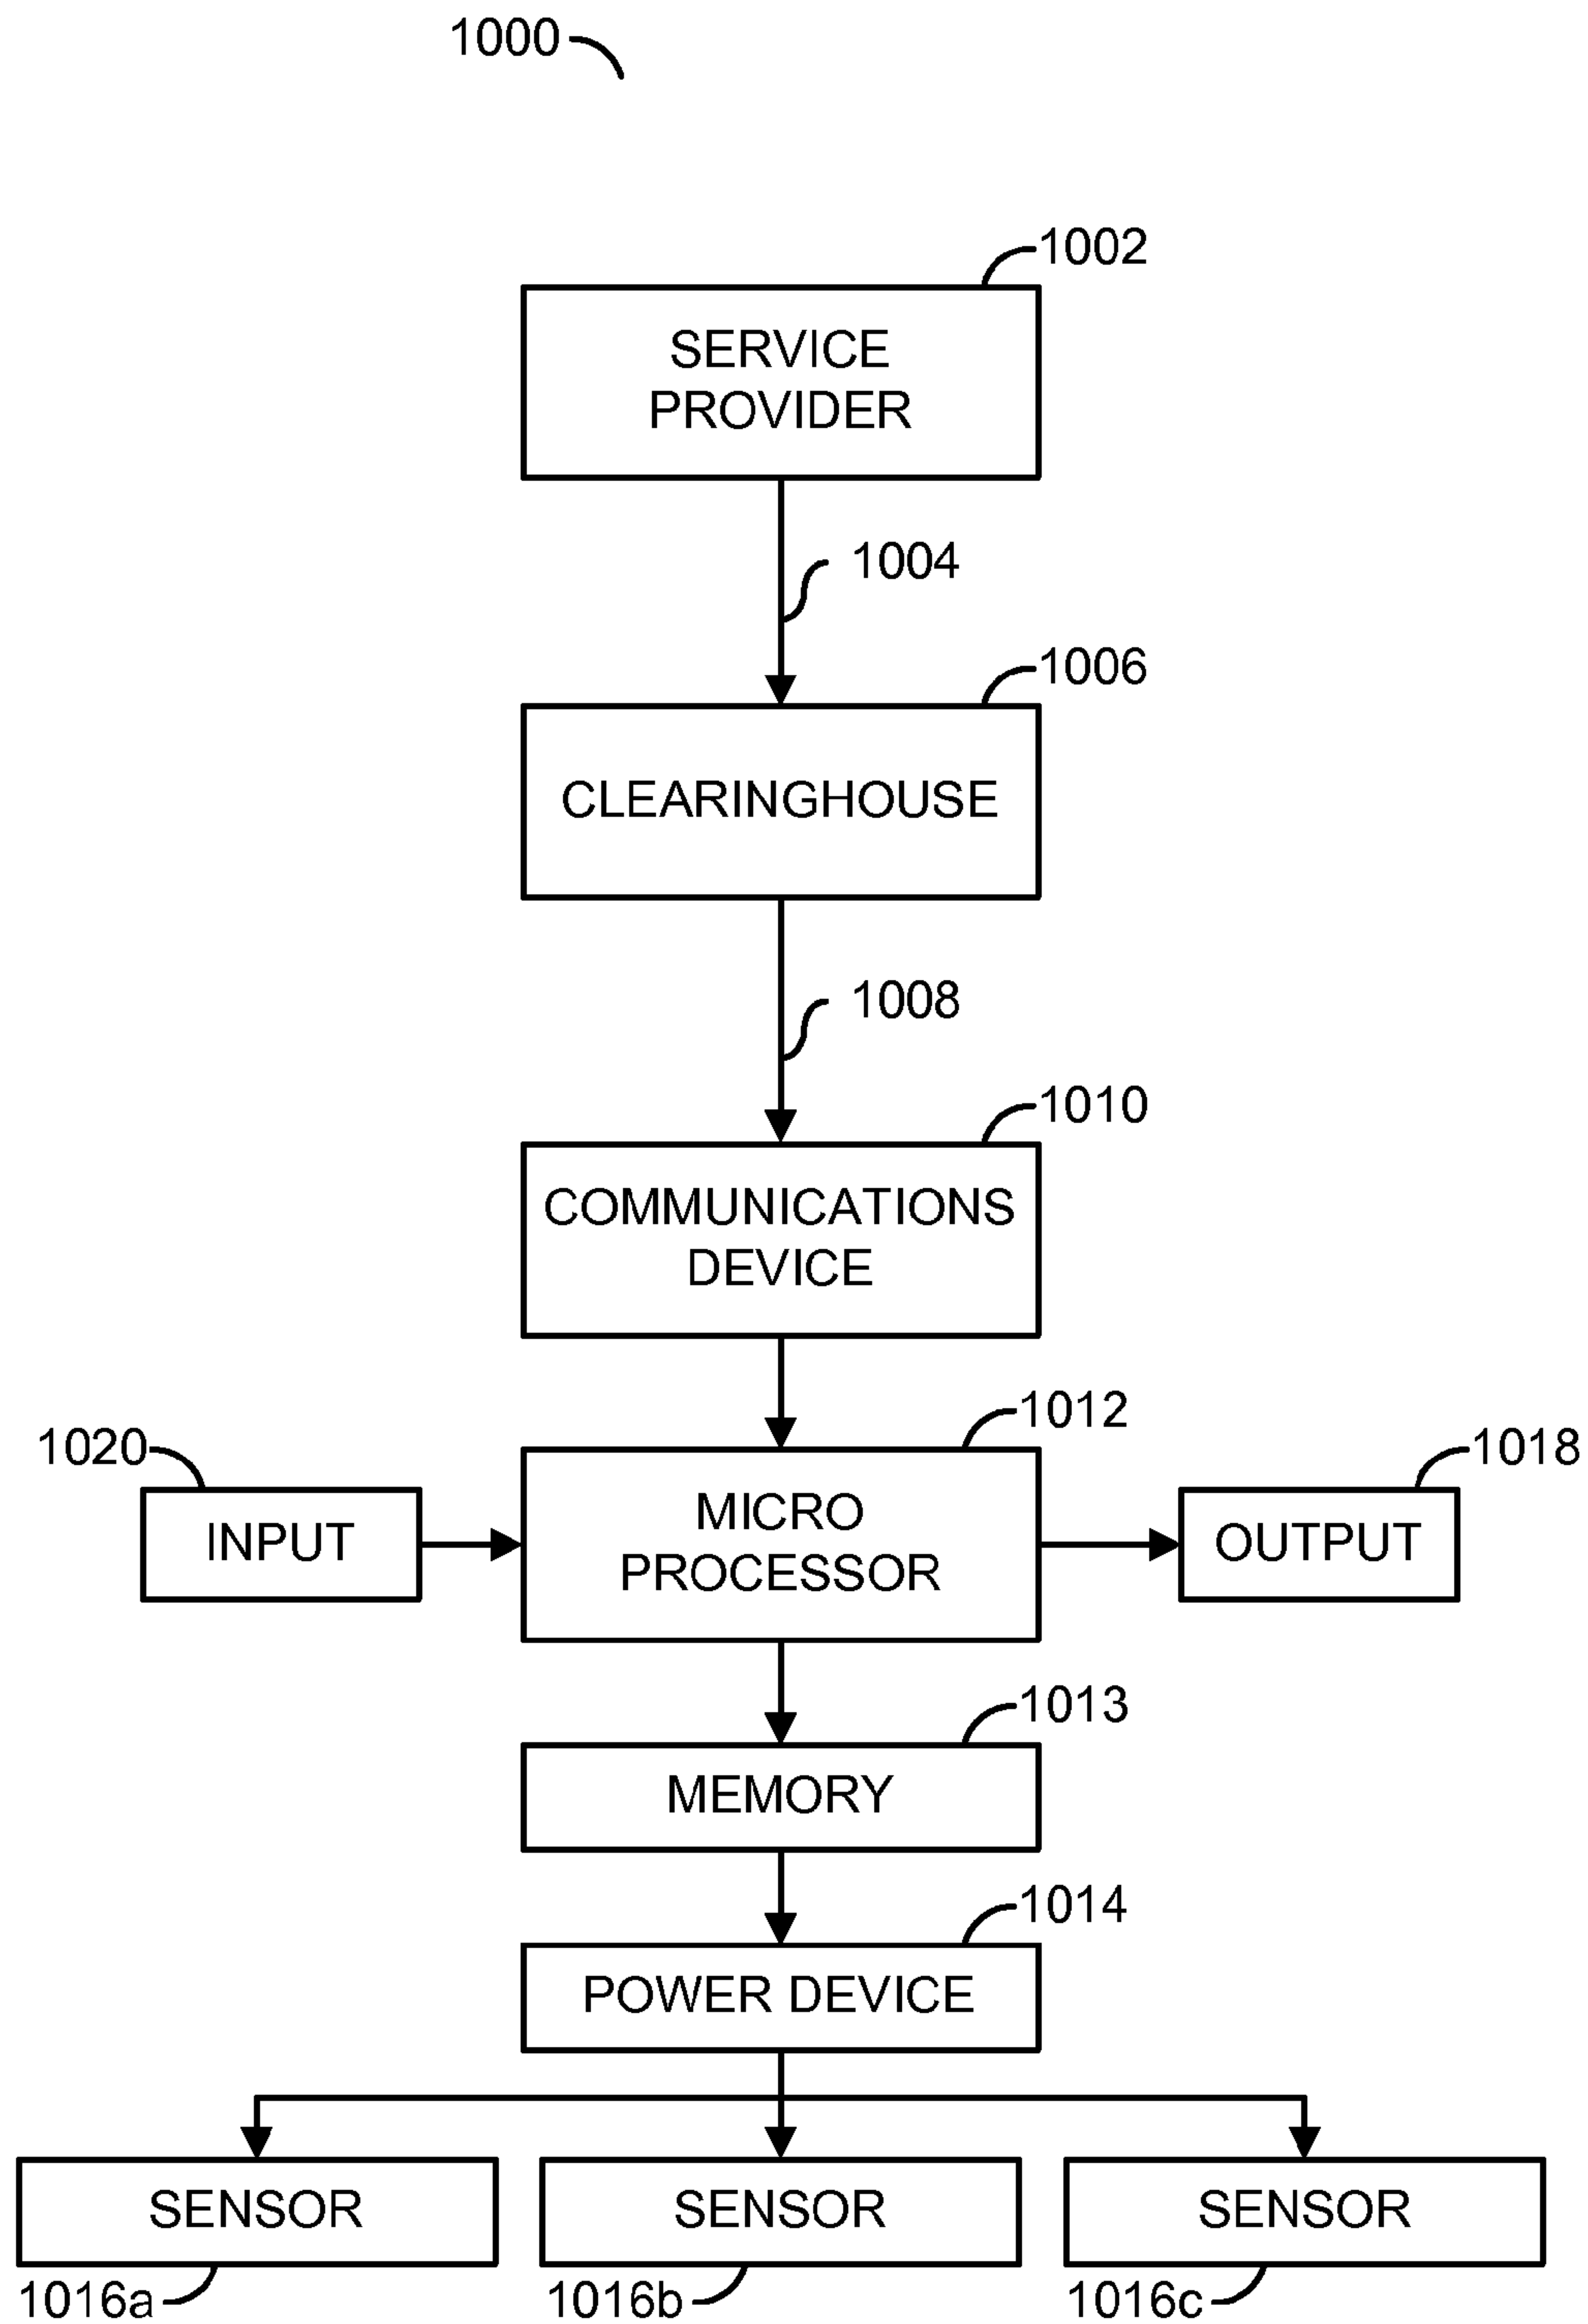 1000
1002
SERVICE
PROVIDER
1004
1006
CLEARINGHOUSE
1008
1010
COMMUNICATIONS
DEVICE
1012
1020
1018
INPUT
MICRO
PROCESSOR
OUTPUT
1013
MEMORY
1014
POWER DEVICE
SENSOR
SENSOR
SENSOR
1016a
1016b
1016c